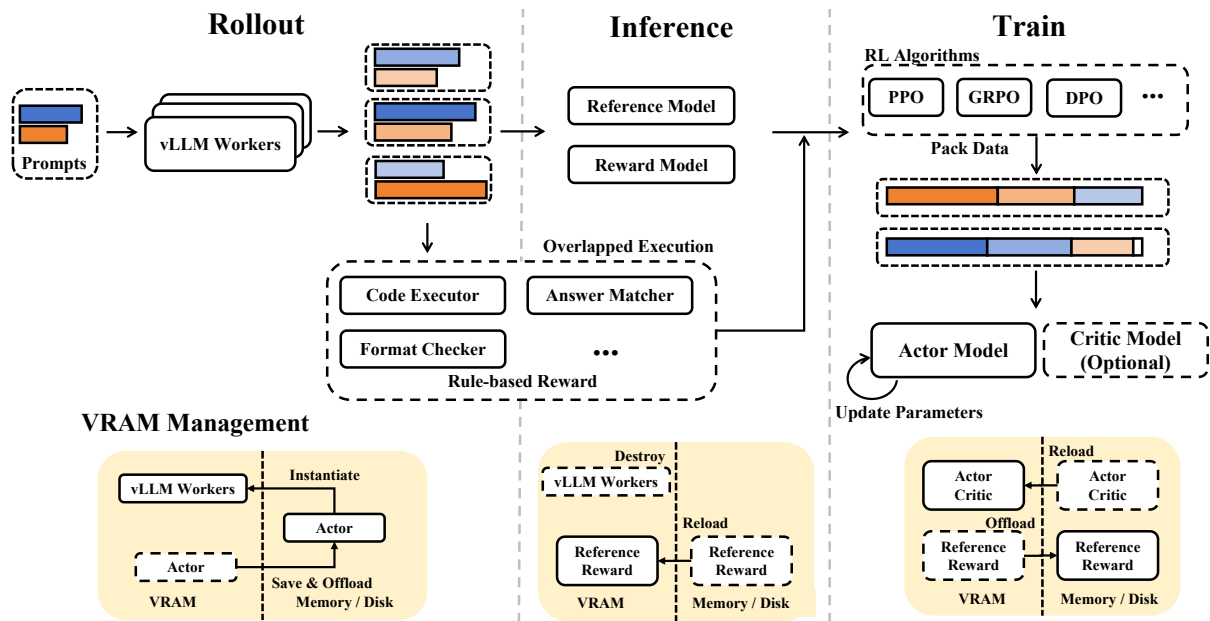 Rollout
Inference
Train
Prompts
vLLM Workers
Reference Model
Reward Model
RL Algorithms
PPO
GRPO
DPO
...
Pack Data
Overlapped Execution
Code Executor
Answer Matcher
Format Checker
...
Rule-based Reward
Actor Model
Critic Model
(Optional)
Update Parameters
VRAM Management
Instantiate
vLLM Workers
Actor
Actor
Save & Offload
VRAM
Memory / Disk
Destroy
vLLM Workers
Reload
Reference
Reward
Reference
Reward
VRAM
Memory / Disk
Reload
Actor
Critic
Actor
Critic
Offload
Reference
Reward
Reference
Reward
VRAM
Memory / Disk